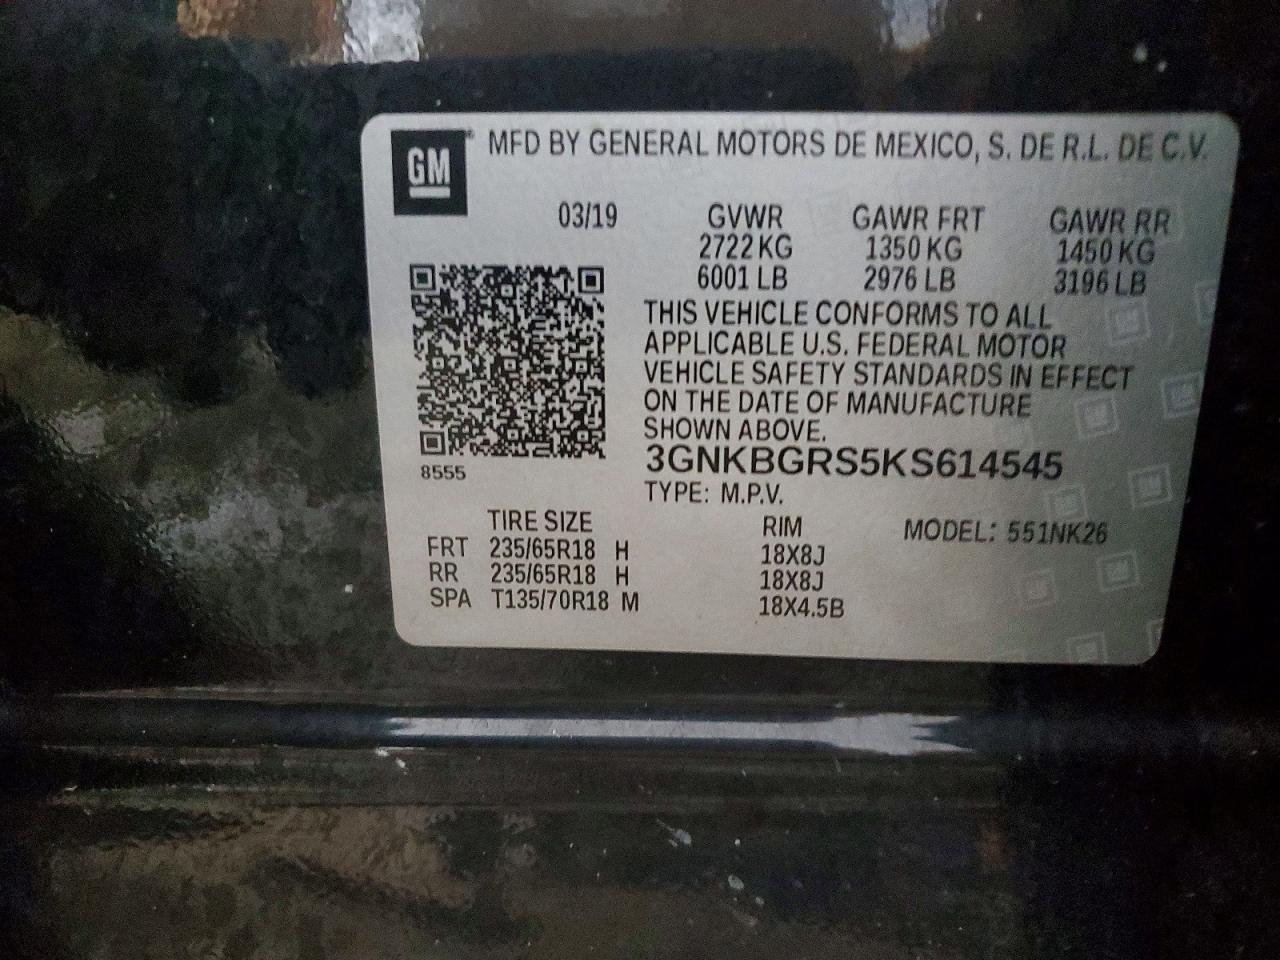 GM MFD BY GENERAL MOTORS DE MEXICO, S. DE R.L. DE C.V.
03/19 GVWR GAWR FRT GAWR RR
2722 KG 1350 KG 1450 KG
6001 LB 2976 LB 3196 LB
THIS VEHICLE CONFORMS TO ALL
APPLICABLE U.S. FEDERAL MOTOR
VEHICLE SAFETY STANDARDS IN EFFECT
ON THE DATE OF MANUFACTURE
SHOWN ABOVE.
3GNKBGRS5KS614545
8555
TYPE: M.P.V.
TIRE SIZE RIM MODEL: 551NK26
FRT 235/65R18 H 18X8J
RR 235/65R18 H 18X8J
SPA T135/70R18 M 18X4.5B